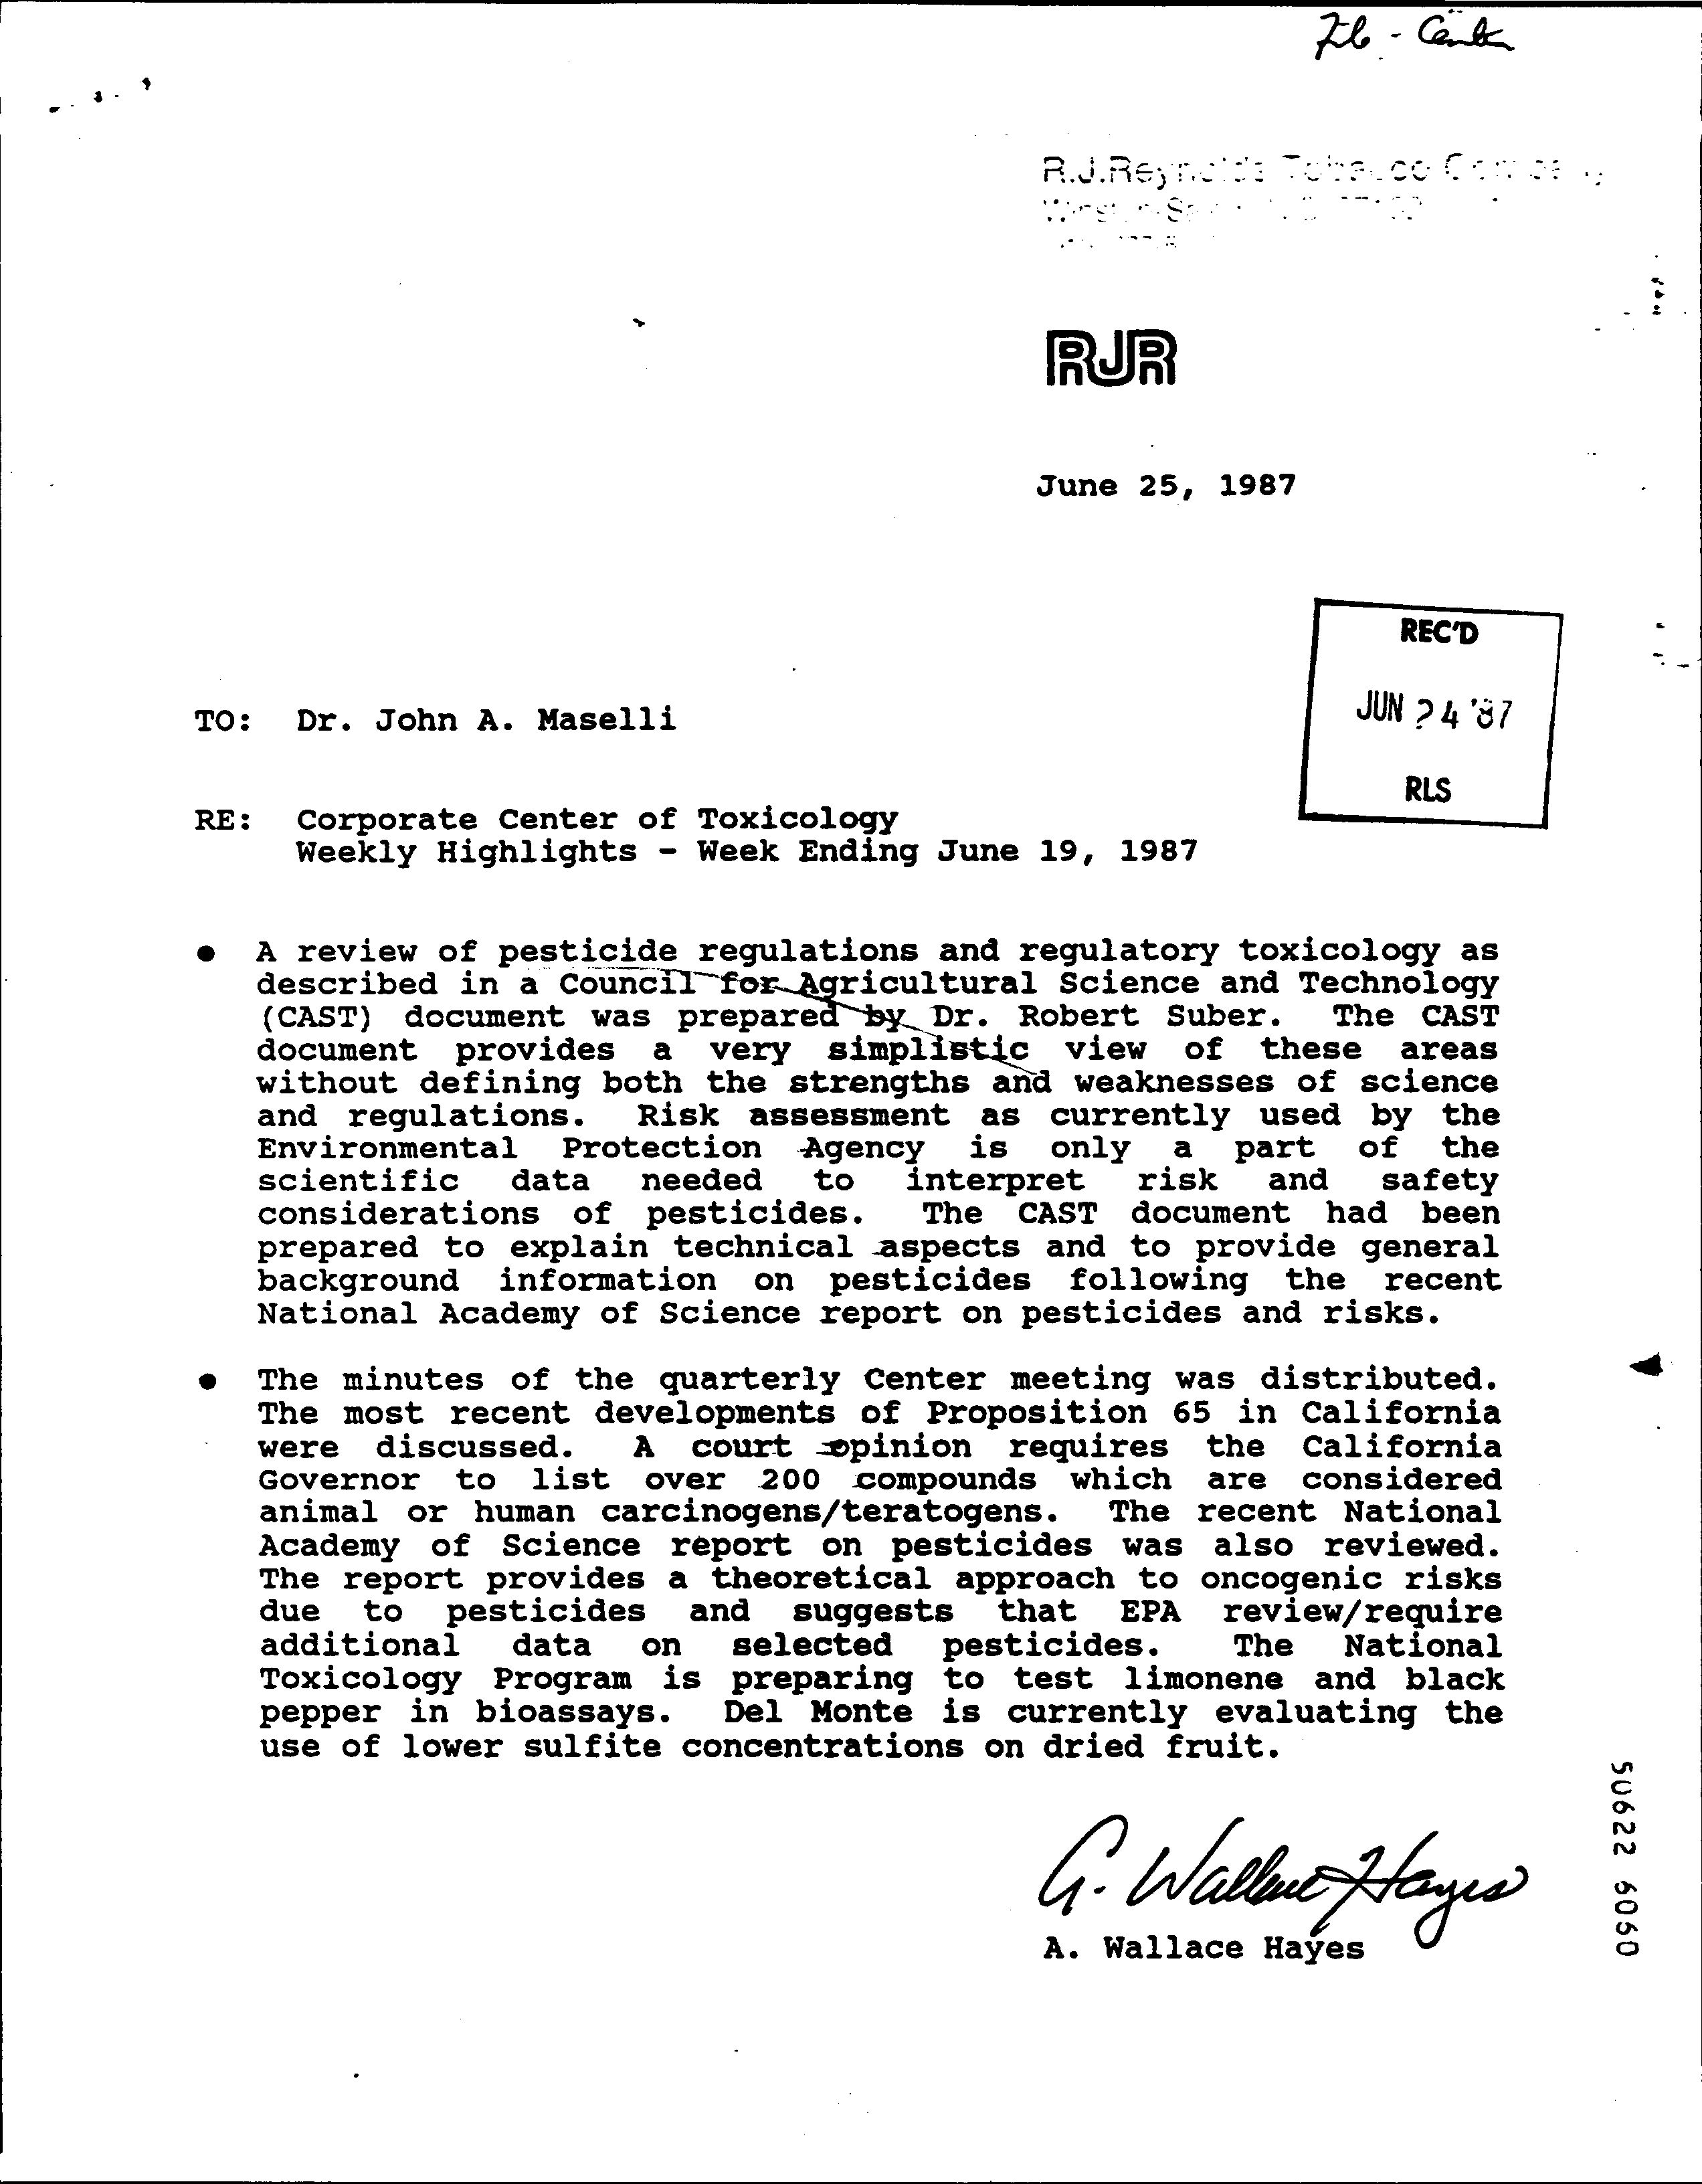 R.J.Reynolds Tobacco Company
RJR
June 25, 1987
REC'D
JUN 24 '87
RLS
TO: Dr. John A. Maselli
RE: Corporate Center of Toxicology
Weekly Highlights - Week Ending June 19, 1987
● A review of pesticide regulations and regulatory toxicology as
described in a Council for Agricultural Science and Technology
(CAST) document was prepared by Dr. Robert Suber. The CAST
document provides a very simplistic view of these areas
without defining both the strengths and weaknesses of science
and regulations. Risk assessment as currently used by the
Environmental Protection Agency is only a part of the
scientific data needed to interpret risk and safety
considerations of pesticides. The CAST document had been
prepared to explain technical aspects and to provide general
background information on pesticides following the recent
National Academy of Science report on pesticides and risks.
● The minutes of the quarterly Center meeting was distributed.
The most recent developments of Proposition 65 in California
were discussed. A court opinion requires the California
Governor to list over 200 compounds which are considered
animal or human carcinogens/teratogens. The recent National
Academy of Science report on pesticides was also reviewed.
The report provides a theoretical approach to oncogenic risks
due to pesticides and suggests that EPA review/require
additional data on selected pesticides. The National
Toxicology Program is preparing to test limonene and black
pepper in bioassays. Del Monte is currently evaluating the
use of lower sulfite concentrations on dried fruit.
A. Wallace Hayes
A. Wallace Hayes
50622 6050